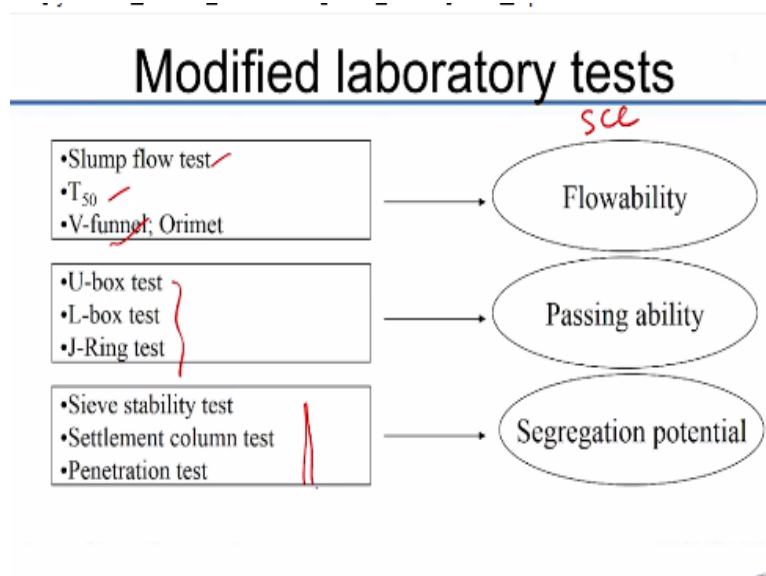 Modified laboratory tests
scc
•Slump flow test
•T50
•V-funnel; Orimet
Flowability
•U-box test
•L-box test
•J-Ring test
Passing ability
•Sieve stability test
•Settlement column test
•Penetration test
Segregation potential